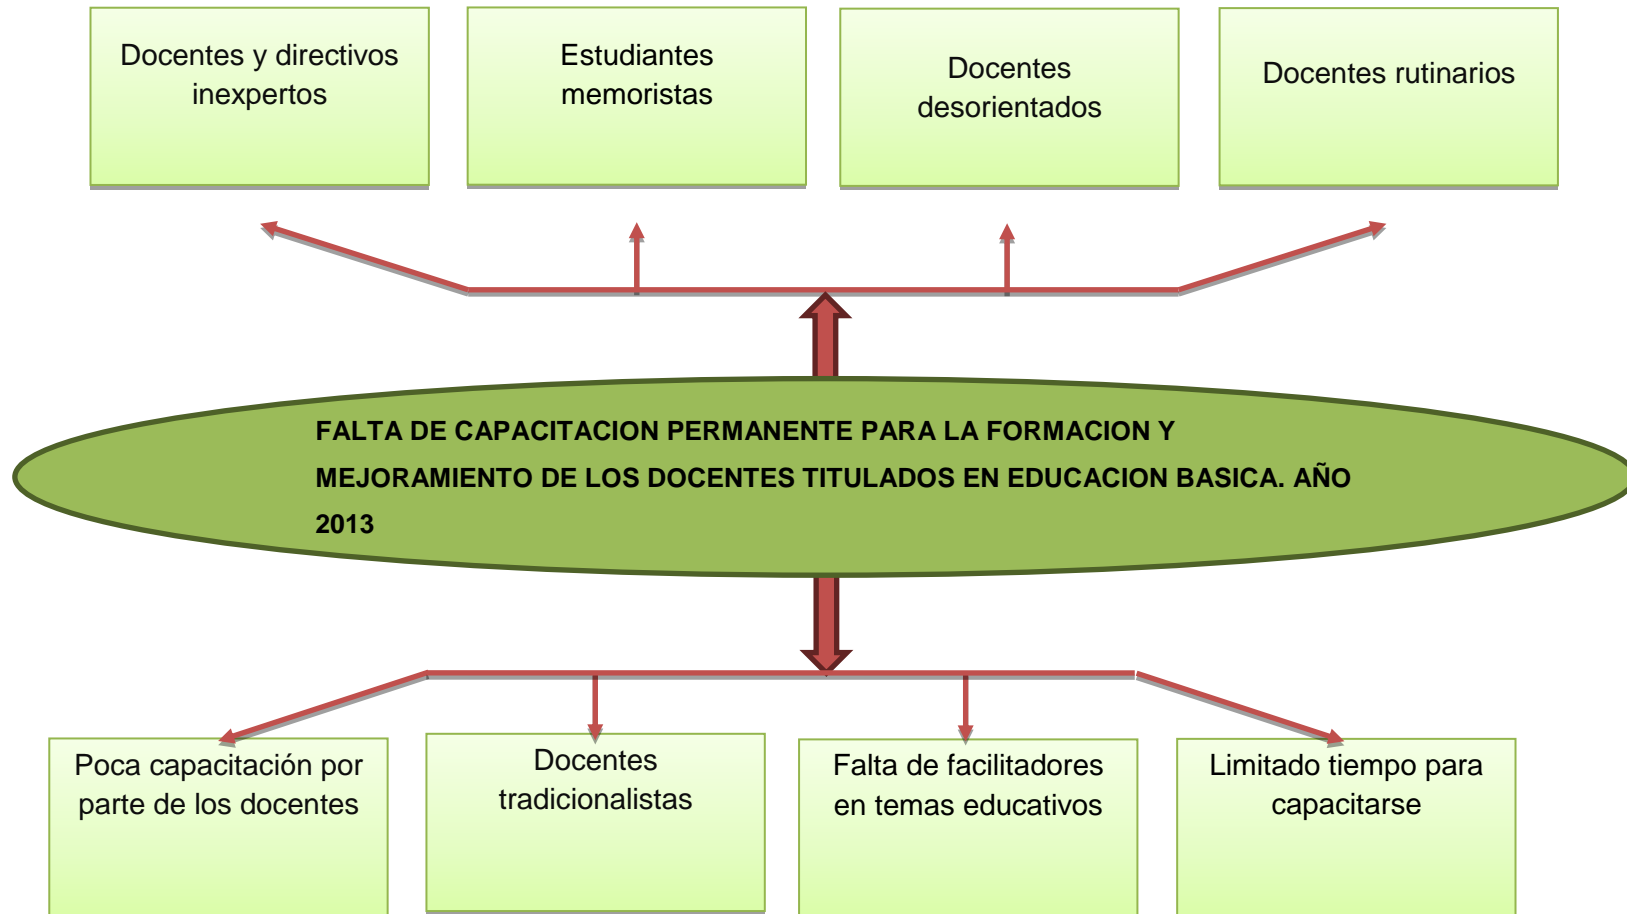 Docentes y directivos
inexpertos
Estudiantes
memoristas
Docentes
desorientados
Docentes rutinarios
FALTA DE CAPACITACION PERMANENTE PARA LA FORMACION Y
MEJORAMIENTO DE LOS DOCENTES TITULADOS EN EDUCACION BASICA. AÑO
2013
Poca capacitación por
parte de los docentes
Docentes
tradicionalistas
Falta de facilitadores
en temas educativos
Limitado tiempo para
capacitarse